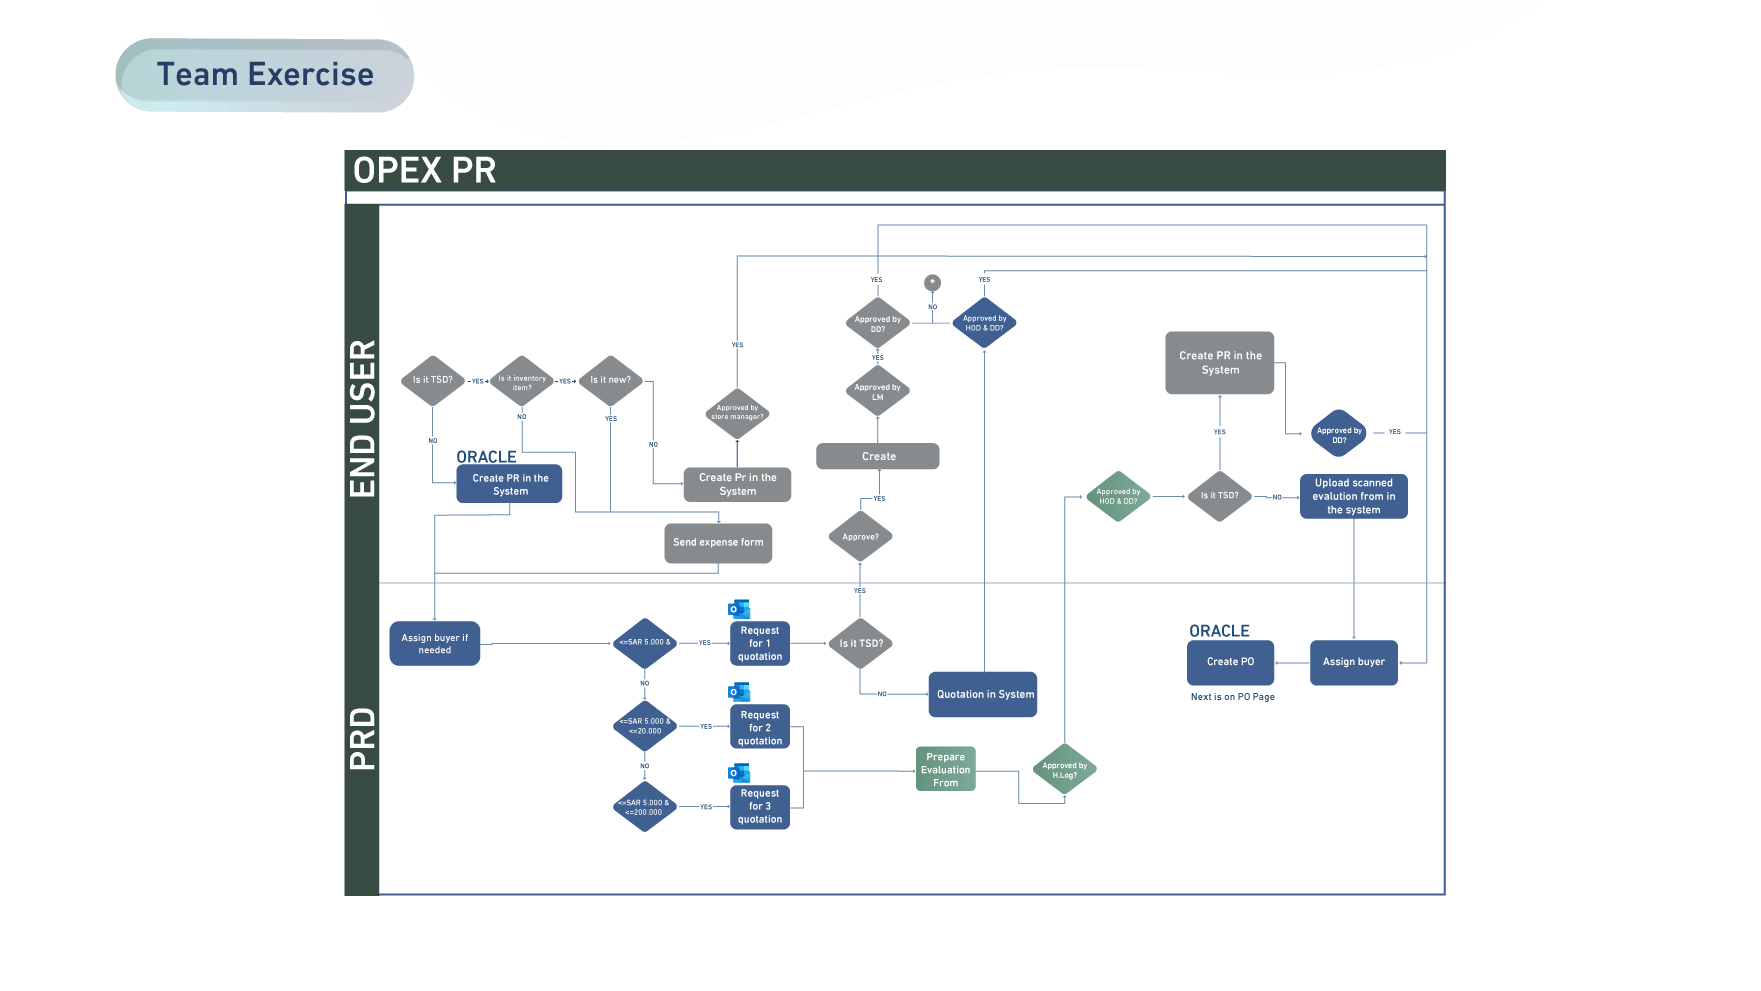 Team Exercise
OPEX PR
END USER
PRD
YES
*
YES
NO
Approved by
DD?
Approved by
HOD & DD?
YES
YES
Is it TSD?
YES
Is it inventory
item?
YES
Is it new?
Approved by
LM
Create PR in the
System
NO
NO
YES
NO
Approved by
store manager?
YES
Approved by
DD?
YES
ORACLE
Create PR in the
System
Create Pr in the
System
Create
YES
Approved by
HOD & DD?
Is it TSD?
NO
Upload scanned
evalution from in
the system
Send expense form
Approve?
YES
Assign buyer if
needed
<=SAR 5.000 &
YES
Request
for 1
quotation
Is it TSD?
NO
NO
Quotation in System
ORACLE
Create PO
Assign buyer
Next is on PO Page
<=SAR 5.000 &
<=20.000
YES
Request
for 2
quotation
NO
Prepare
Evaluation
From
Approved by
H.Log?
<=SAR 5.000 &
<=200.000
YES
Request
for 3
quotation